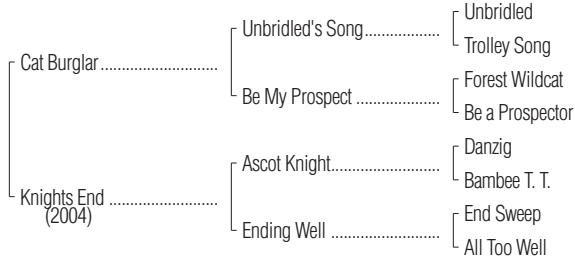 Unbridled
Unbridled's Song..................
Trolley Song
Cat Burglar ...........................
Forest Wildcat
Be My Prospect ....................
Be a Prospector
Danzig
Ascot Knight..........................
Bambee T. T.
Knights End .........................
(2004)
End Sweep
Ending Well ..........................
All Too Well